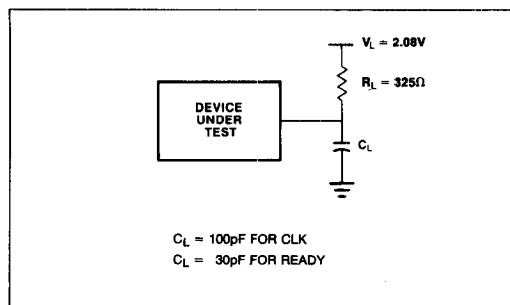 V_L = 2.08V
R_L = 325Ω
DEVICE
UNDER
TEST
C_L
C_L = 100pF FOR CLK
C_L = 30pF FOR READY